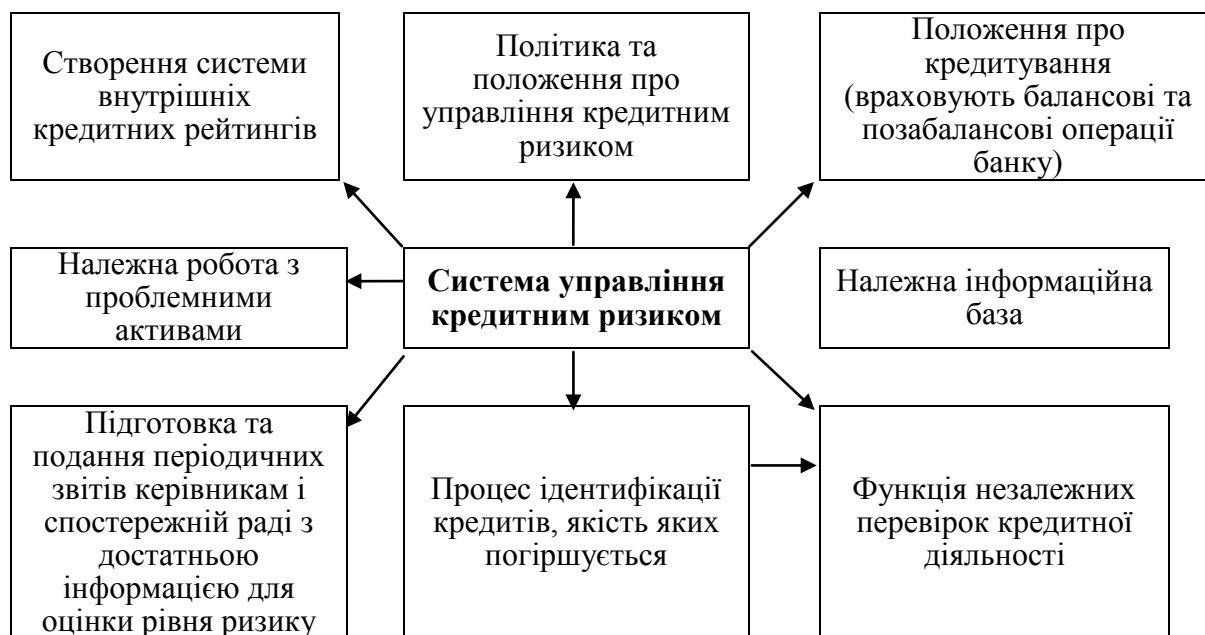 Створення системи
внутрішніх
кредитних рейтингів
Політика та
положення про
управління кредитним
ризиком
Положення про
кредитування
(враховують балансові та
позабалансові операції
банку)
Належна робота з
проблемними
активами
Система управління
кредитним ризиком
Належна інформаційна
база
Підготовка та
подання періодичних
звітів керівникам і
спостережній раді з
достатньою
інформацією для
оцінки рівня ризику
Процес ідентифікації
кредитів, якість яких
погіршується
Функція незалежних
перевірок кредитної
діяльності